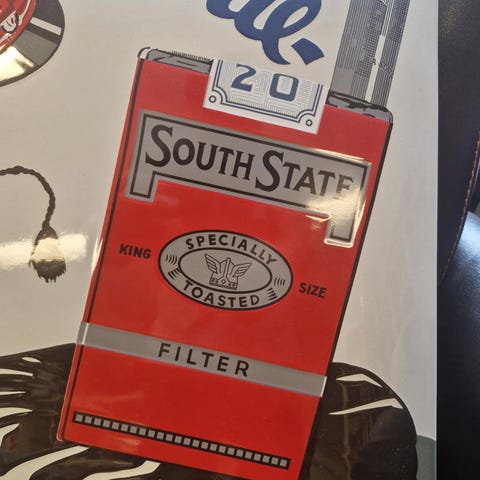 20
SOUTH STATE
KING
SPECIALLY
TOASTED
SIZE
FILTER